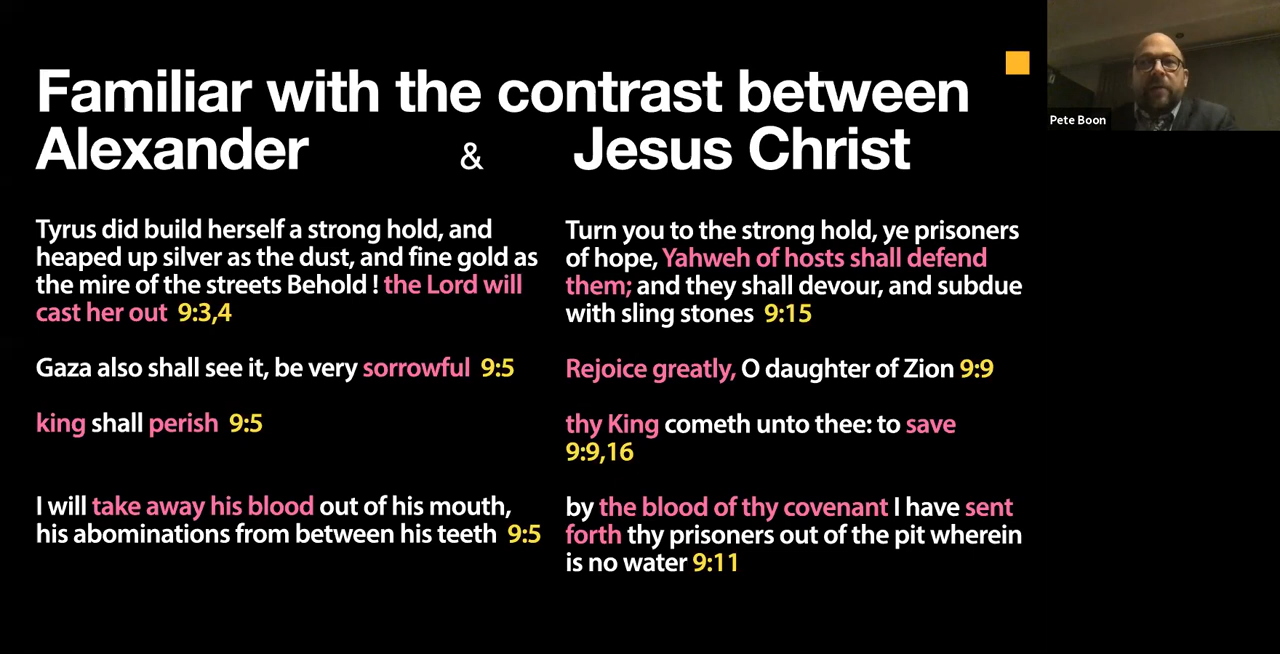 Familiar with the contrast between
Alexander & Jesus Christ
Pete Boon
Tyrus did build herself a strong hold, and
heaped up silver as the dust, and fine gold as
the mire of the streets Behold ! the Lord will
cast her out 9:3,4
Gaza also shall see it, be very sorrowful 9:5
king shall perish 9:5
I will take away his blood out of his mouth,
his abominations from between his teeth 9:5
Turn you to the strong hold, ye prisoners
of hope, Yahweh of hosts shall defend
them; and they shall devour, and subdue
with sling stones 9:15
Rejoice greatly, O daughter of Zion 9:9
thy King cometh unto thee: to save
9:9,16
by the blood of thy covenant I have sent
forth thy prisoners out of the pit wherein
is no water 9:11